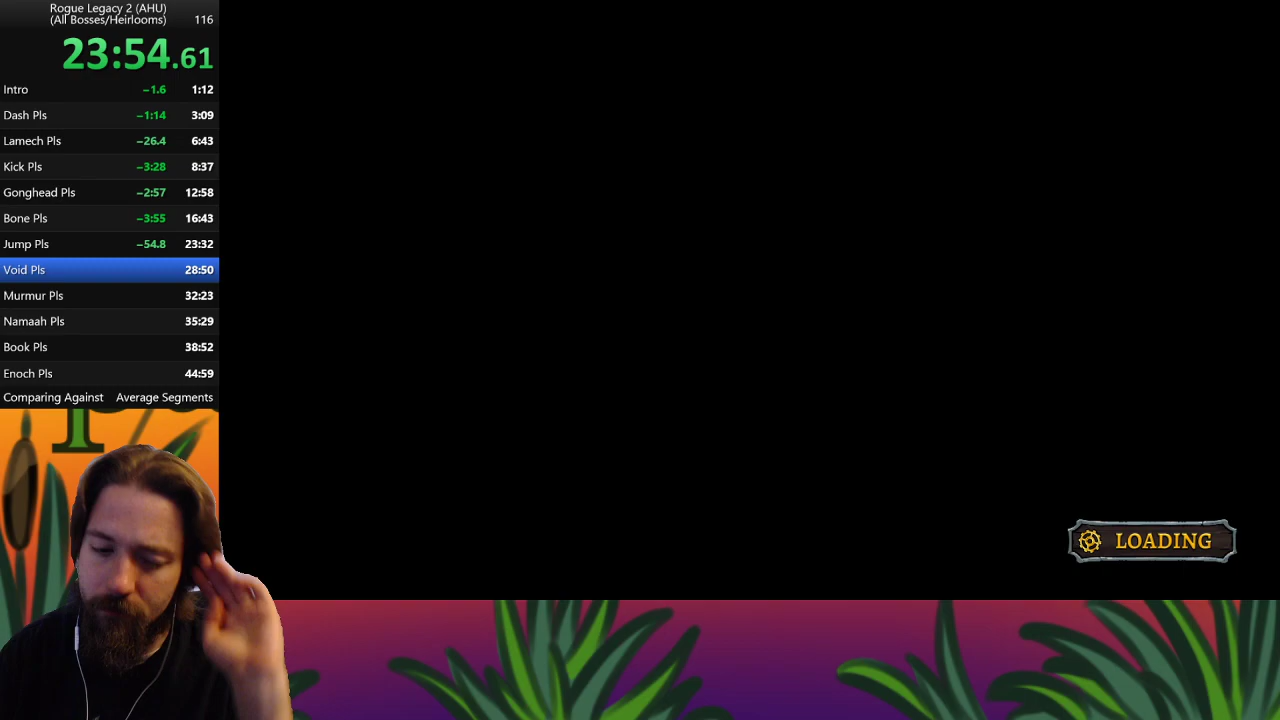 Rogue Legacy 2 (AHU)
(All Bosses/Heirlooms) 116
23:54.61
Intro −1.6 1:12
Dash Pls −1:14 3:09
Lamech Pls −26.4 6:43
Kick Pls −3:28 8:37
Gonghead Pls −2:57 12:58
Bone Pls −3:55 16:43
Jump Pls −54.8 23:32
Void Pls 28:50
Murmur Pls 32:23
Namaah Pls 35:29
Book Pls 38:52
Enoch Pls 44:59
Comparing Against Average Segments
LOADING